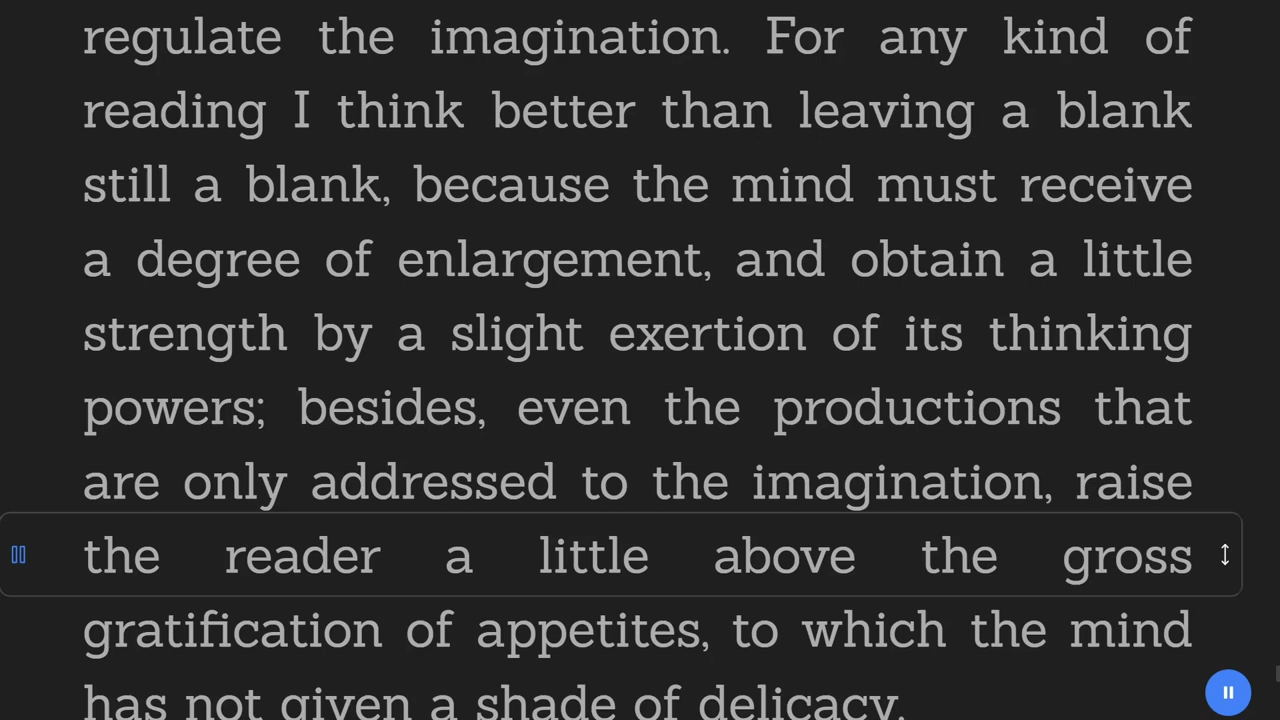 regulate the imagination. For any kind of
reading I think better than leaving a blank
still a blank, because the mind must receive
a degree of enlargement, and obtain a little
strength by a slight exertion of its thinking
powers; besides, even the productions that
are only addressed to the imagination, raise
the reader a little above the gross
gratification of appetites, to which the mind
has not given a shade of delicacy.